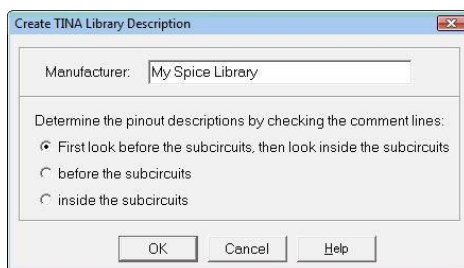 Create TINA Library Description
Manufacturer: My Spice Library
Determine the pinout descriptions by checking the comment lines:
First look before the subcircuits, then look inside the subcircuits
before the subcircuits
inside the subcircuits
OK Cancel Help